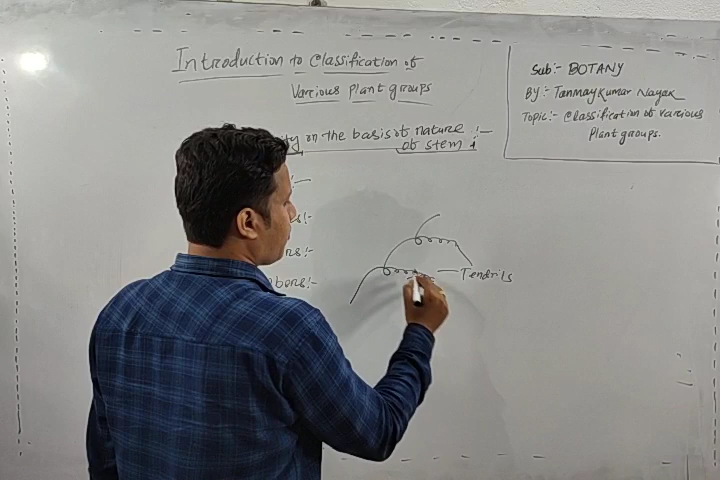 Introduction to Classification of
Various Plant groups
Sub:- BOTANY
By:- Tanmay Kumar Nayak
Topic:- Classification of various
Plant groups.
on the basis of nature :-
of stem :
Tendrils